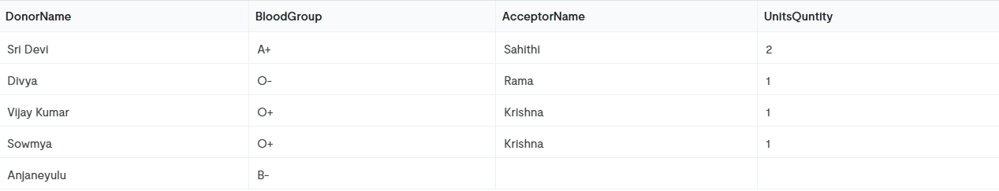 DonorName BloodGroup AcceptorName UnitsQuntity
Sri Devi A+ Sahithi 2
Divya O- Rama 1
Vijay Kumar O+ Krishna 1
Sowmya O+ Krishna 1
Anjaneyulu B-